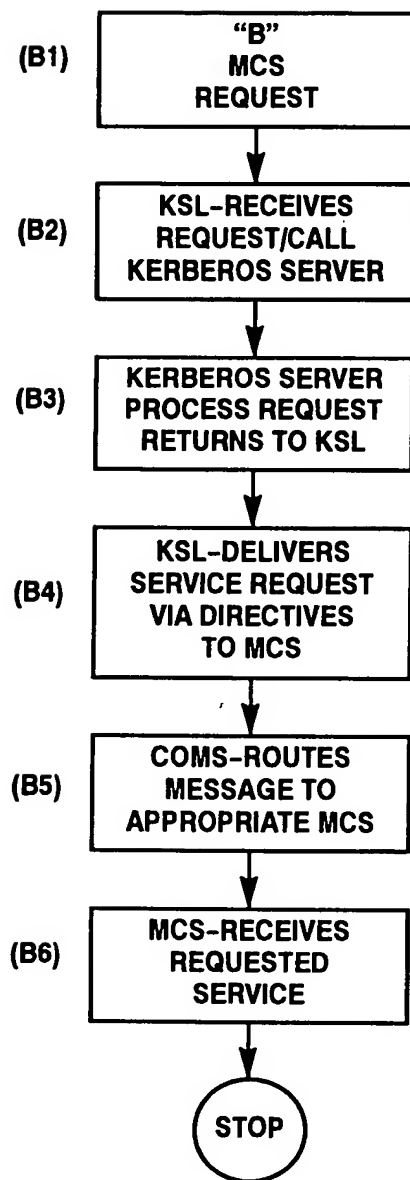 (B1)
“B”
MCS
REQUEST
(B2)
KSL-RECEIVES
REQUEST/CALL
KERBEROS SERVER
(B3)
KERBEROS SERVER
PROCESS REQUEST
RETURNS TO KSL
(B4)
KSL-DELIVERS
SERVICE REQUEST
VIA DIRECTIVES
TO MCS
(B5)
COMS-ROUTES
MESSAGE TO
APPROPRIATE MCS
(B6)
MCS-RECEIVES
REQUESTED
SERVICE
STOP